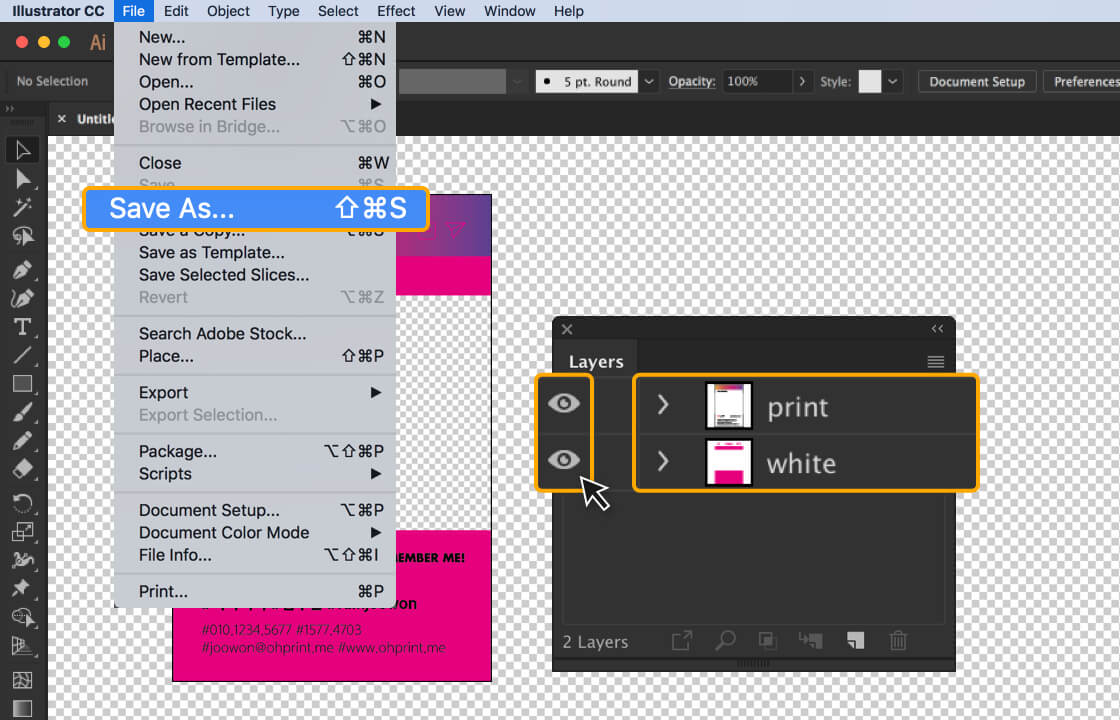 Illustrator CC File Edit Object Type Select Effect View Window Help
Ai
No Selection
5 pt. Round Opacity: 100% Style: Document Setup Preferences
Untitle
New... ⌘N
New from Template... ⇧⌘N
Open... ⌘O
Open Recent Files
Browse in Bridge... ⌥⌘O
Close ⌘W
Save ⌘S
Save As... ⇧⌘S
Save a Copy... ⌥⌘S
Save as Template...
Save Selected Slices...
Revert ⌥⌘Z
Search Adobe Stock...
Place... ⇧⌘P
Export
Export Selection...
Package... ⌥⇧⌘P
Scripts
Document Setup... ⌥⌘P
Document Color Mode
File Info... ⌥⇧⌘I
Print... ⌘P
EMBER ME!
#010.1234.5677 #1577.4703
#joowon@ohprint.me #www.ohprint.me
Layers
print
white
2 Layers